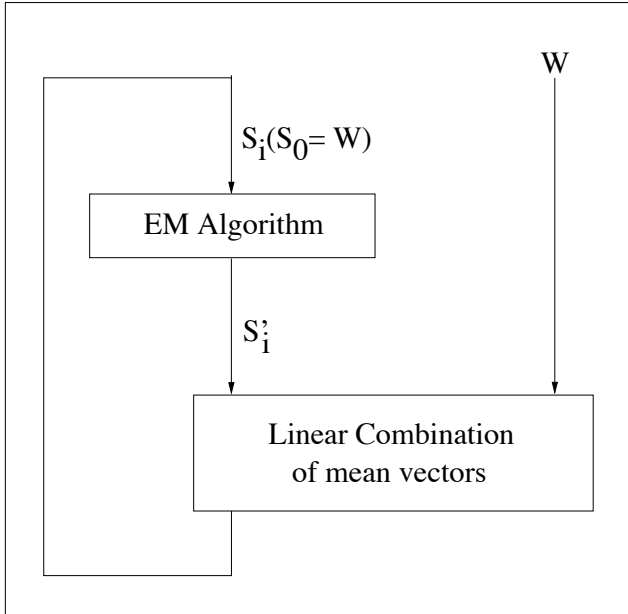 W
S_i(S_0= W)
EM Algorithm
S'_i
Linear Combination
of mean vectors